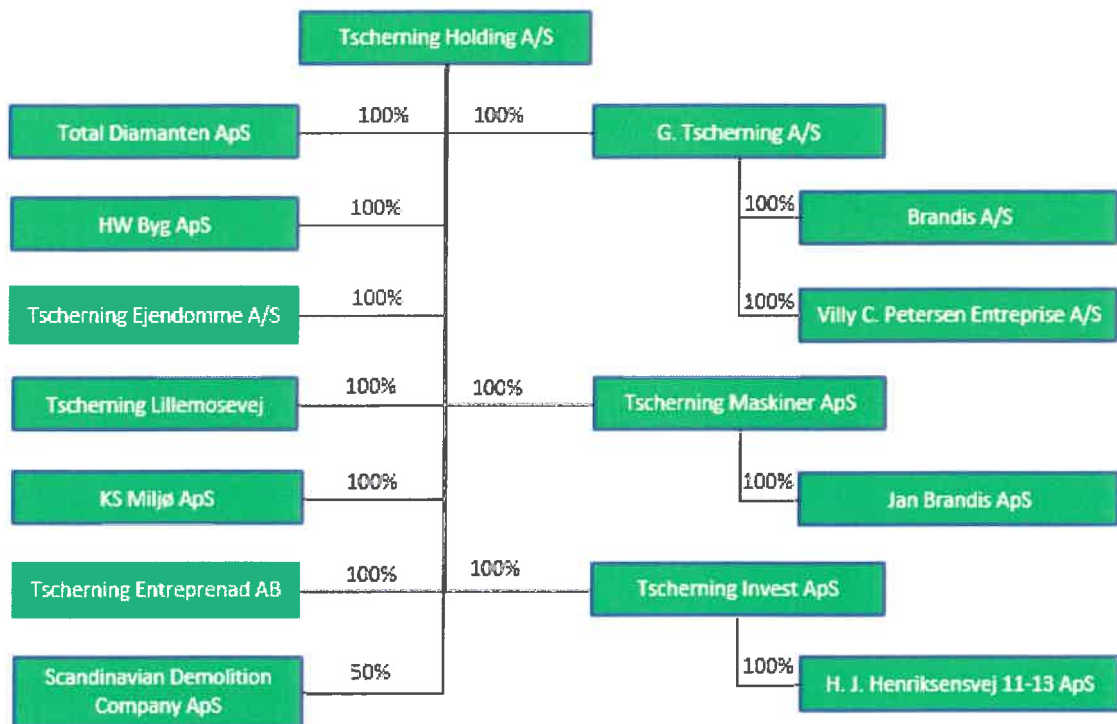 Tscherning Holding A/S
100%
100%
Total Diamanten ApS
G. Tscherning A/S
100%
100%
HW Byg ApS
Brandis A/S
100%
100%
Tscherning Ejendomme A/S
Villy C. Petersen Entreprise A/S
100%
100%
Tscherning Lillemosevej
Tscherning Maskiner ApS
100%
100%
KS Miljø ApS
Jan Brandis ApS
100%
100%
Tscherning Entreprenad AB
Tscherning Invest ApS
50%
100%
Scandinavian Demolition
Company ApS
H. J. Henriksensvej 11-13 ApS